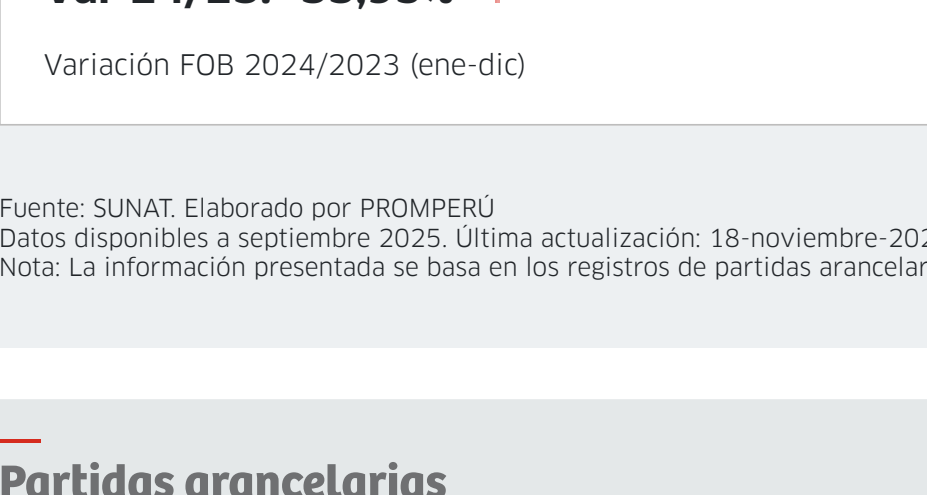 Variación FOB 2024/2023 (ene-dic)
Fuente: SUNAT. Elaborado por PROMPERÚ
Datos disponibles a septiembre 2025. Última actualización: 18-noviembre-202
Nota: La información presentada se basa en los registros de partidas arancelar
Partidas arancelarias